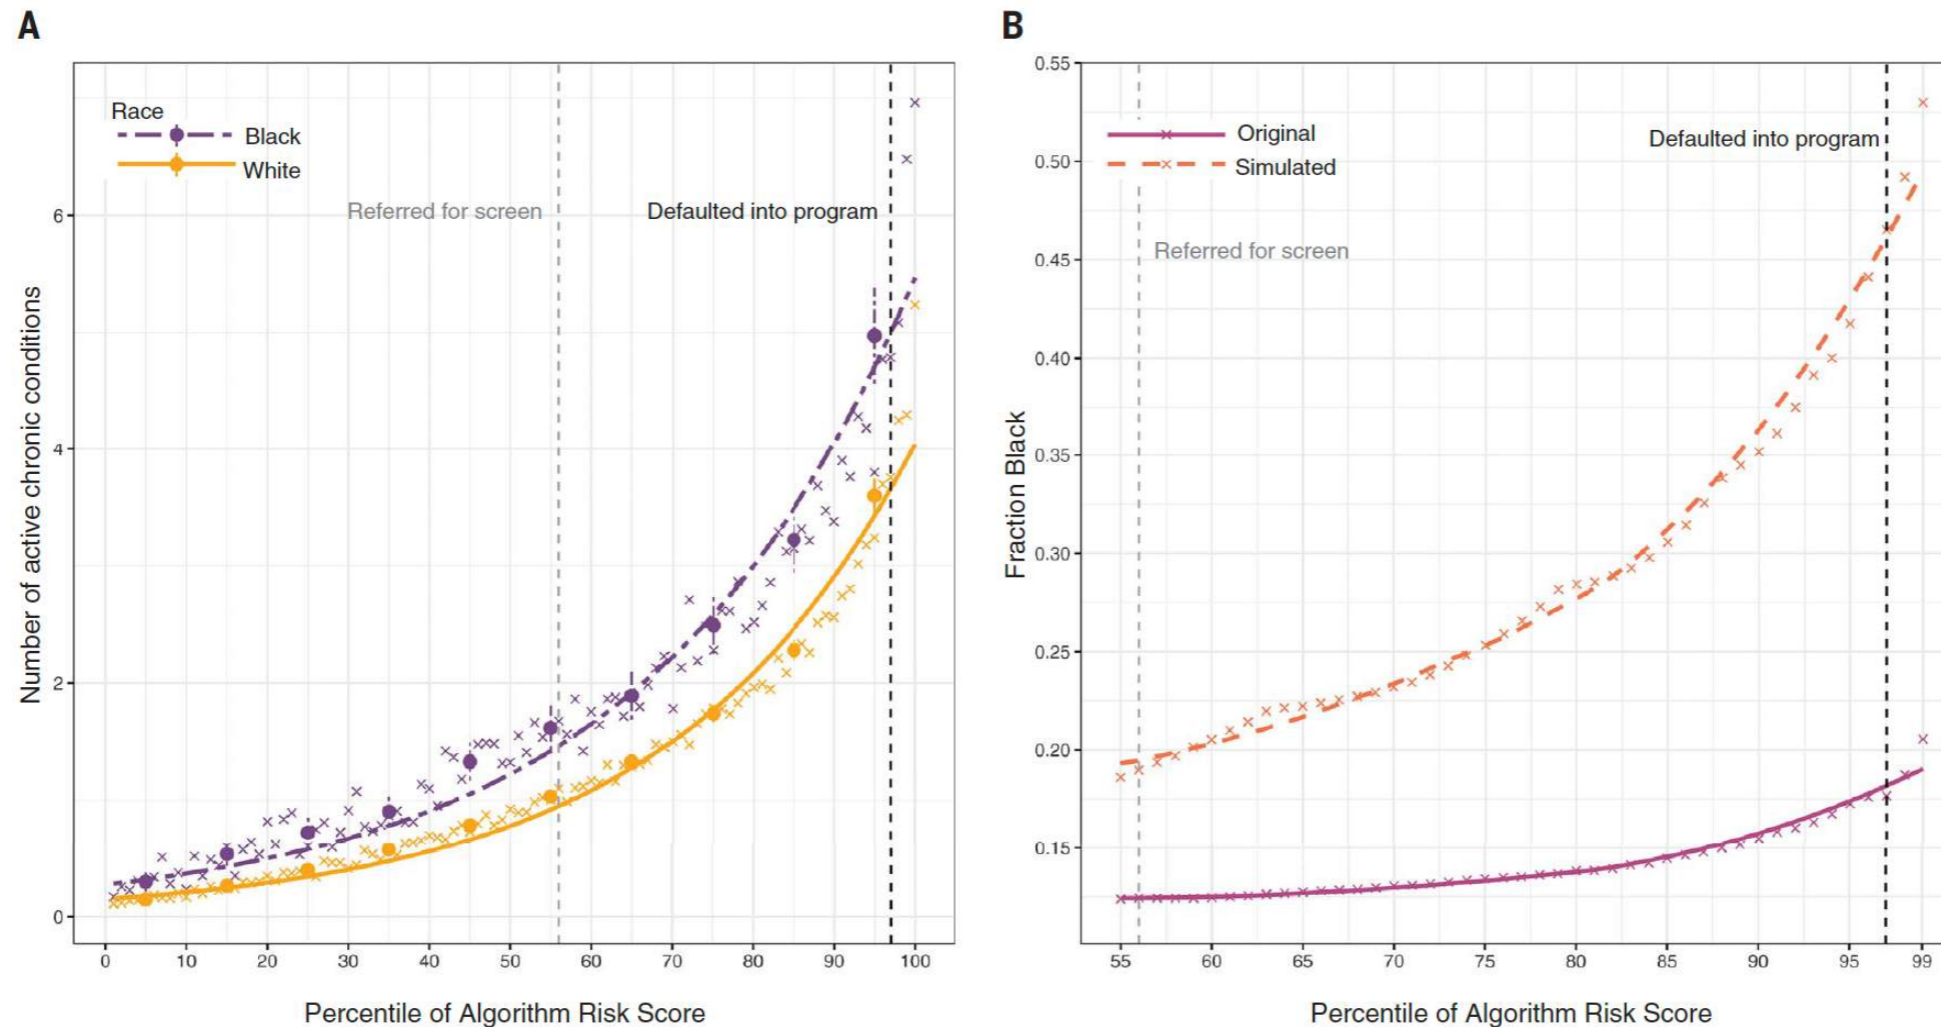 A
Race
Black
White
Referred for screen
Defaulted into program
Number of active chronic conditions
6
4
2
0
0 10 20 30 40 50 60 70 80 90 100
Percentile of Algorithm Risk Score
B
Original
Simulated
Defaulted into program
Referred for screen
Fraction Black
0.55
0.50
0.45
0.40
0.35
0.30
0.25
0.20
0.15
55 60 65 70 75 80 85 90 95 99
Percentile of Algorithm Risk Score